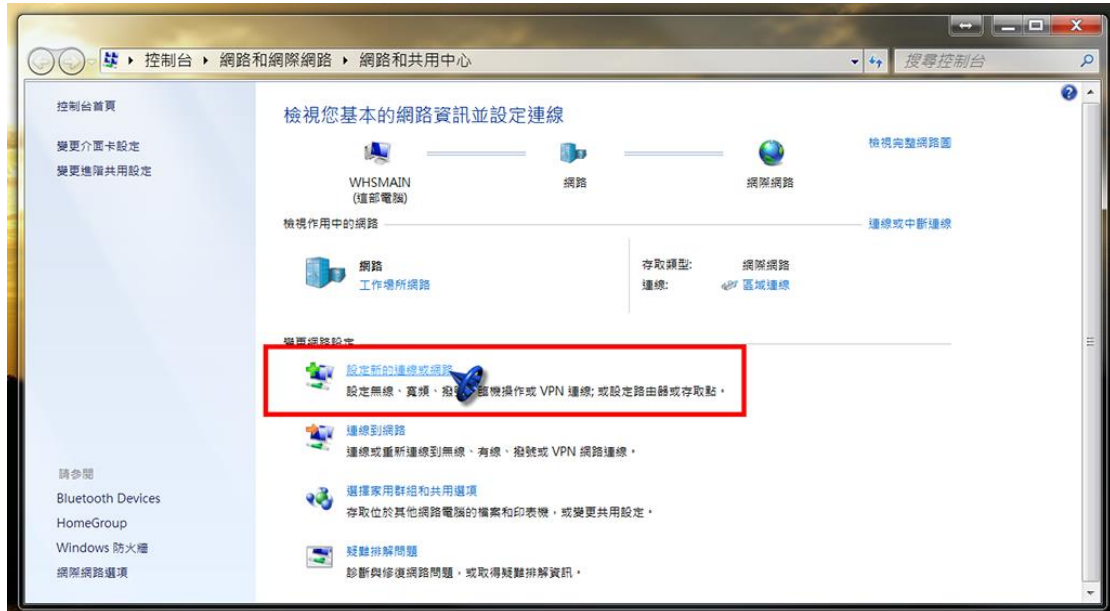 控制台 ▸ 網路和網際網路 ▸ 網路和共用中心
搜尋控制台
控制台首頁
變更介面卡設定
變更進階共用設定
請參閱
Bluetooth Devices
HomeGroup
Windows 防火牆
網際網路選項
檢視您基本的網路資訊並設定連線
檢視完整網路圖
WHSMAIN
(這部電腦)
網路
網際網路
檢視作用中的網路
連線或中斷連線
網路
工作場所網路
存取類型: 網際網路
連線: 區域連線
變更網路設定
設定新的連線或網路
設定無線、寬頻、撥號、臨機操作或 VPN 連線; 或設定路由器或存取點。
連線到網路
連線或重新連線到無線、有線、撥號或 VPN 網路連線。
選擇家用群組和共用選項
存取位於其他網路電腦的檔案和印表機，或變更共用設定。
疑難排解問題
診斷與修復網路問題，或取得疑難排解資訊。